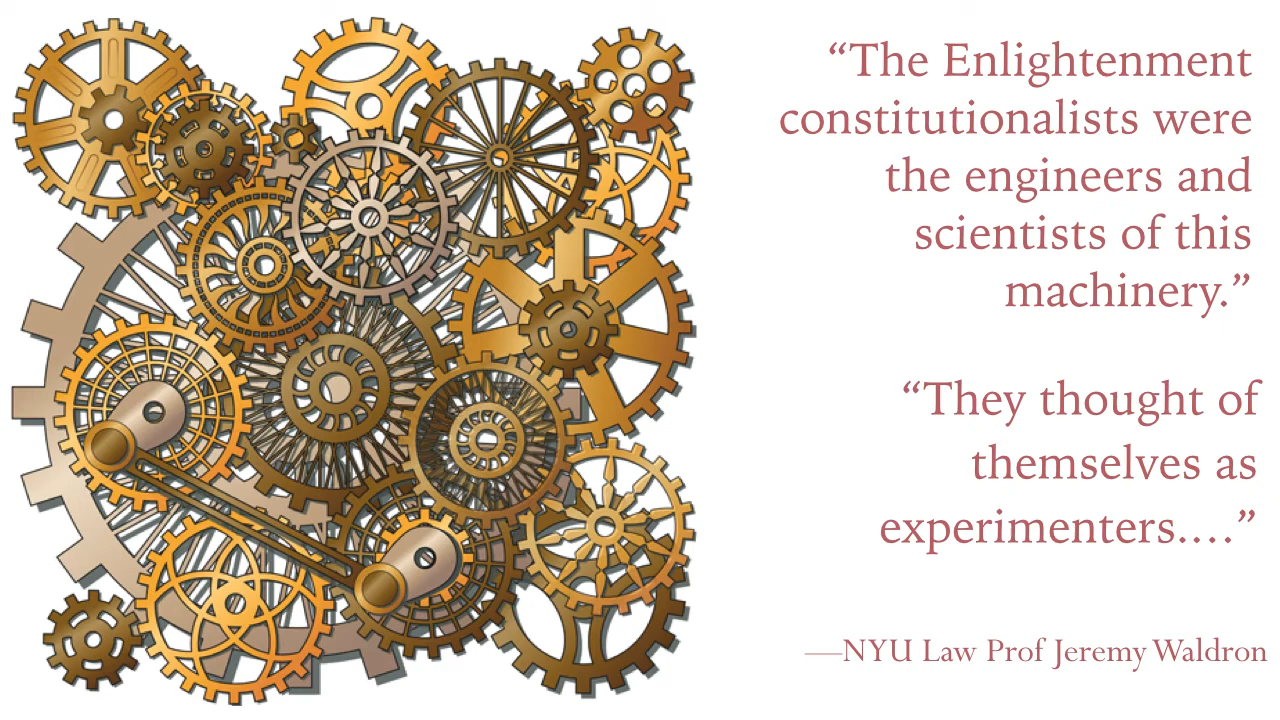 “The Enlightenment
constitutionalists were
the engineers and
scientists of this
machinery.”
“They thought of
themselves as
experimenters….”
—NYU Law Prof Jeremy Waldron